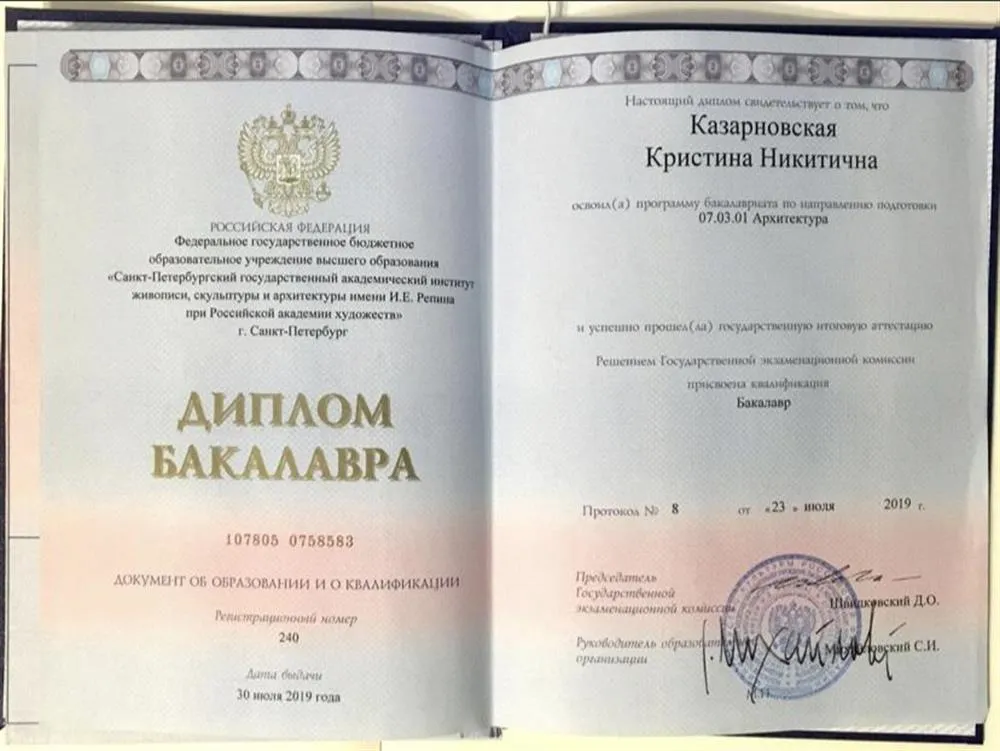 РОССИЙСКАЯ ФЕДЕРАЦИЯ
Федеральное государственное бюджетное
образовательное учреждение высшего образования
«Санкт-Петербургский государственный академический институт
живописи, скульптуры и архитектуры имени И.Е. Репина
при Российской академии художеств»
г. Санкт-Петербург
ДИПЛОМ
БАКАЛАВРА
107805 0758583
ДОКУМЕНТ ОБ ОБРАЗОВАНИИ И О КВАЛИФИКАЦИИ
Регистрационный номер
240
Дата выдачи
30 июля 2019 года
Настоящий диплом свидетельствует о том, что
Казарновская
Кристина Никитична
освоил(а) программу бакалавриата по направлению подготовки
07.03.01 Архитектура
и успешно прошел(ла) государственную итоговую аттестацию
Решением Государственной экзаменационной комиссии
присвоена квалификация
Бакалавр
Протокол № 8 от «23 » июля 2019 г.
Председатель
Государственной
экзаменационной комиссии
Швидковский Д.О.
Руководитель
организации
С.И.
М.П.